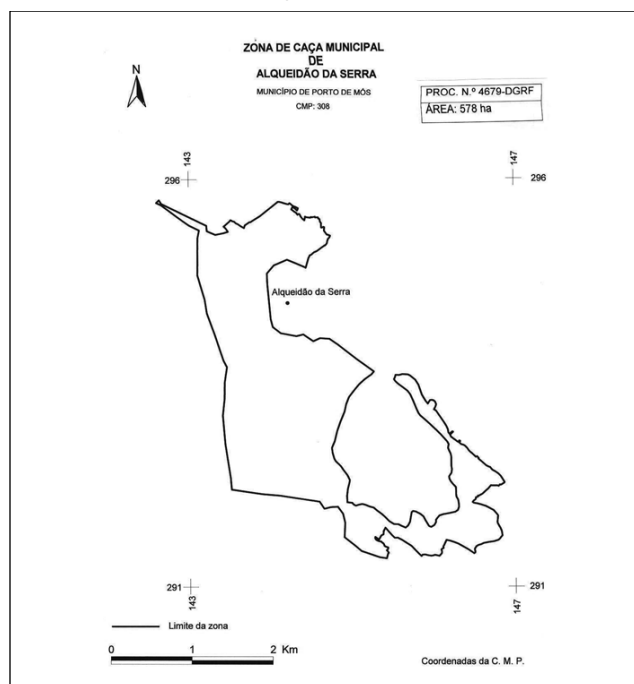 ZONA DE CAÇA MUNICIPAL
DE
ALQUEIDÃO DA SERRA
MUNICÍPIO DE PORTO DE MÓS
CMP: 308
N
PROC. N.º 4679-DGRF
ÁREA: 578 ha
143
296
147
296
Alqueidão da Serra
291
143
291
147
Limite da zona
0 1 2 Km
Coordenadas da C. M. P.